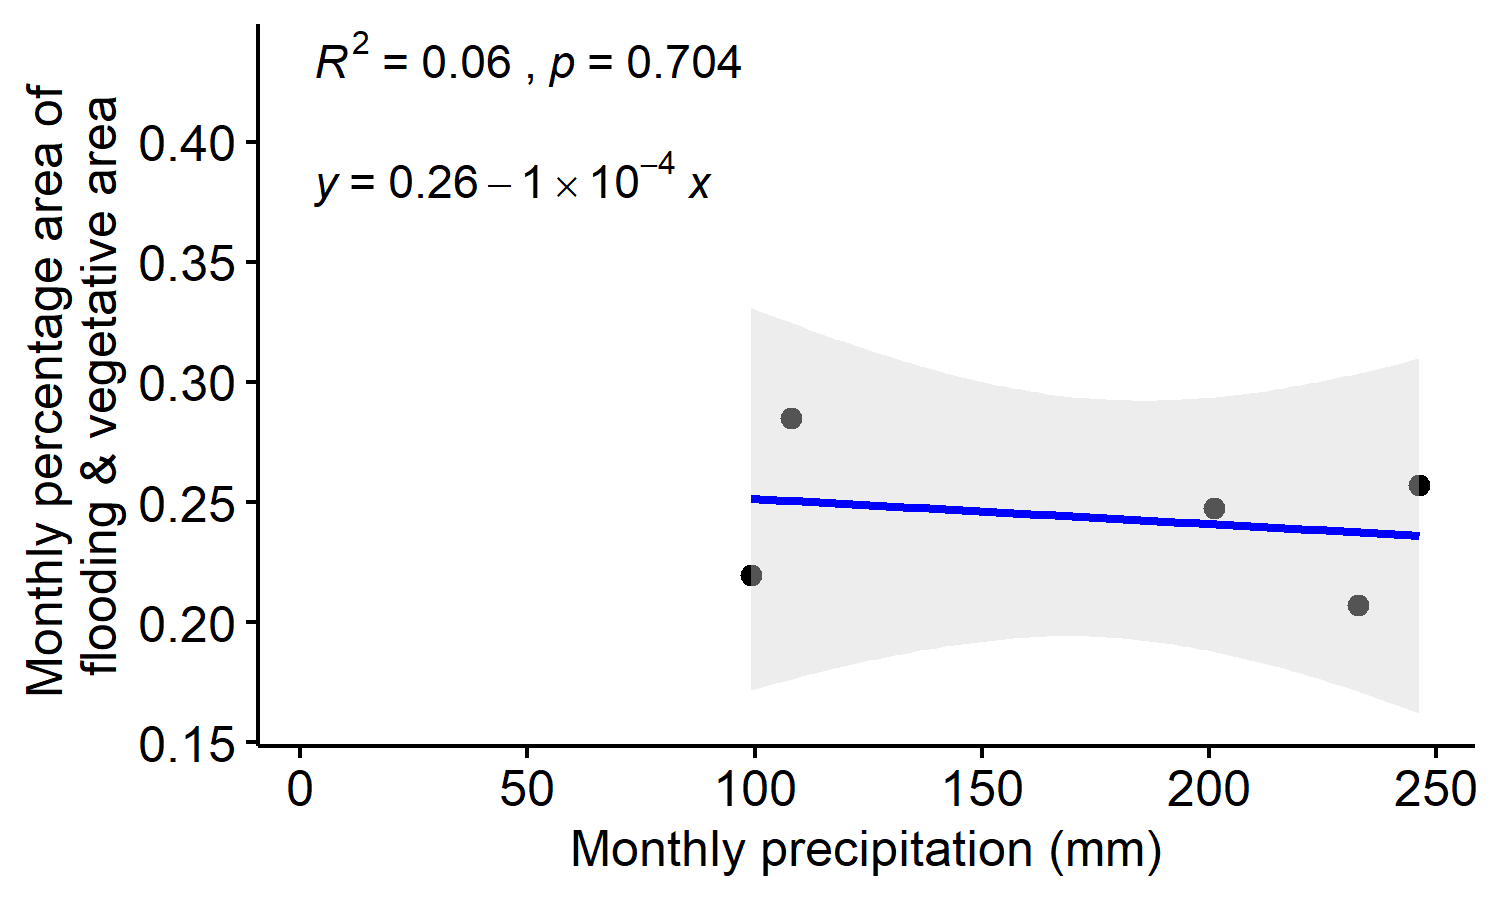 R² = 0.06 , p = 0.704
y = 0.26 − 1 × 10⁻⁴ x
Monthly percentage area of
flooding & vegetative area
0.40
0.35
0.30
0.25
0.20
0.15
0 50 100 150 200 250
Monthly precipitation (mm)